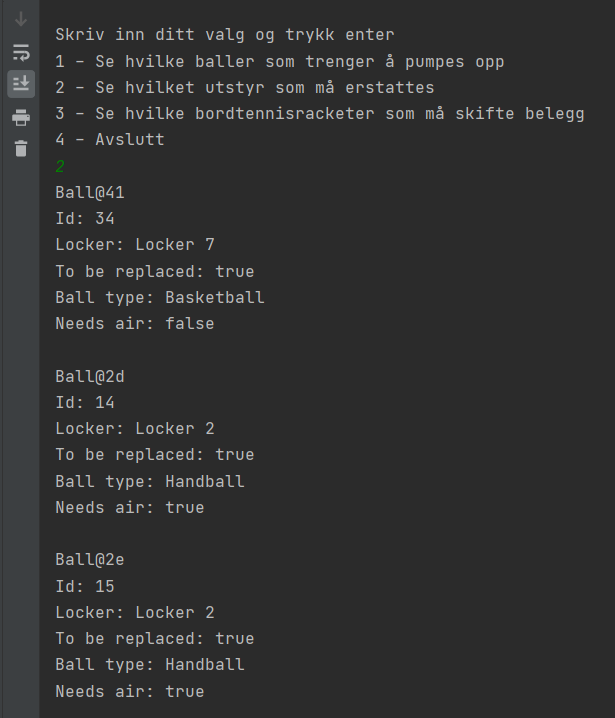 Skriv inn ditt valg og trykk enter
1 – Se hvilke baller som trenger å pumpes opp
2 – Se hvilket utstyr som må erstattes
3 – Se hvilke bordtennisracketer som må skifte belegg
4 – Avslutt
2
Ball@41
Id: 34
Locker: Locker 7
To be replaced: true
Ball type: Basketball
Needs air: false
Ball@2d
Id: 14
Locker: Locker 2
To be replaced: true
Ball type: Handball
Needs air: true
Ball@2e
Id: 15
Locker: Locker 2
To be replaced: true
Ball type: Handball
Needs air: true